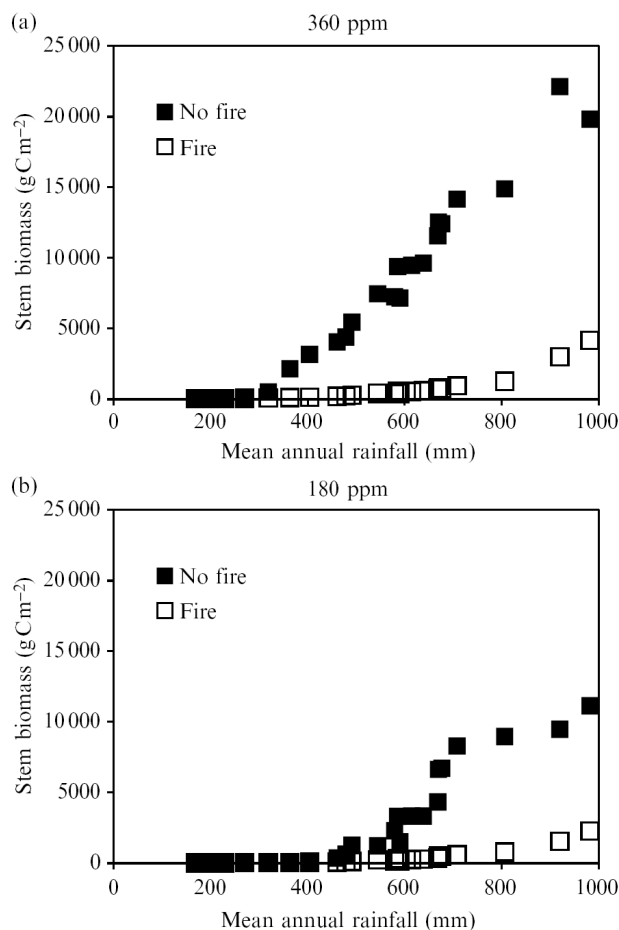 (a)
360 ppm
25 000
20 000
15 000
10 000
5000
0
Stem biomass (gCm⁻²)
No fire
Fire
0 200 400 600 800 1000
Mean annual rainfall (mm)
(b)
180 ppm
25 000
20 000
15 000
10 000
5000
0
Stem biomass (gCm⁻²)
No fire
Fire
0 200 400 600 800 1000
Mean annual rainfall (mm)